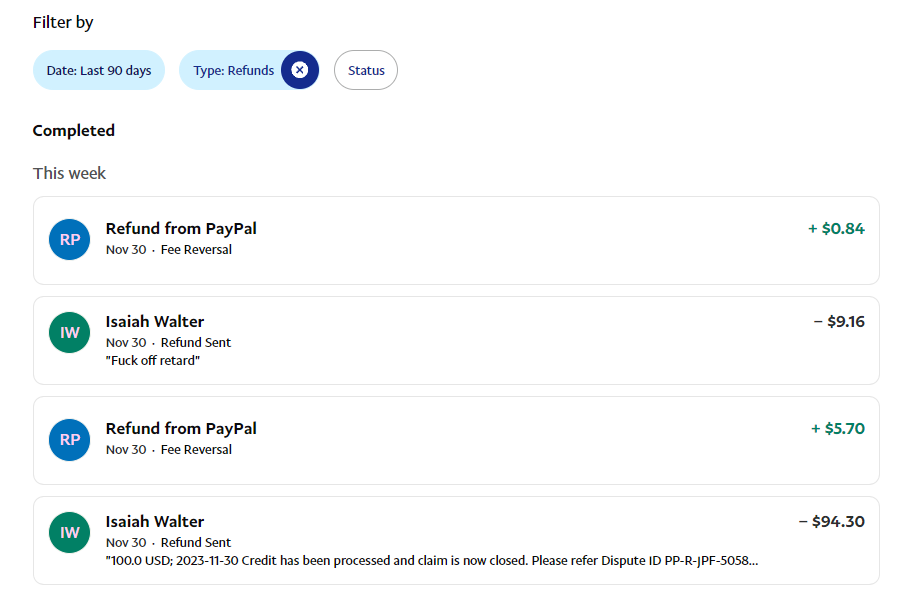 Filter by
Date: Last 90 days
Type: Refunds
Status
Completed
This week
RP
Refund from PayPal
+ $0.84
Nov 30 · Fee Reversal
IW
Isaiah Walter
– $9.16
Nov 30 · Refund Sent
"Fuck off retard"
RP
Refund from PayPal
+ $5.70
Nov 30 · Fee Reversal
IW
Isaiah Walter
– $94.30
Nov 30 · Refund Sent
"100.0 USD; 2023-11-30 Credit has been processed and claim is now closed. Please refer Dispute ID PP-R-JPF-5058...